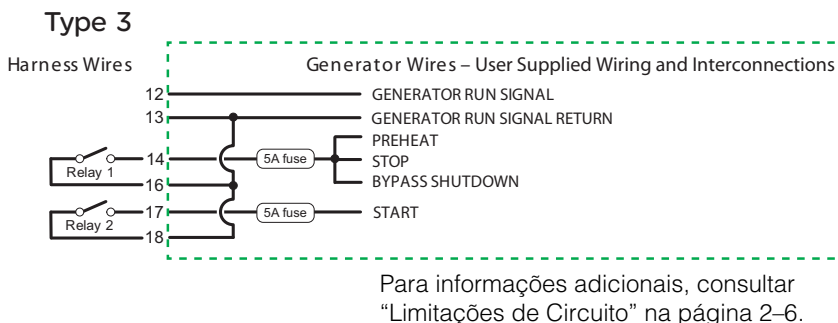 Type 3
Harness Wires
Generator Wires – User Supplied Wiring and Interconnections
12
GENERATOR RUN SIGNAL
13
GENERATOR RUN SIGNAL RETURN
PREHEAT
14
5A fuse
STOP
Relay 1
16
BYPASS SHUTDOWN
17
5A fuse
START
Relay 2
18
Para informações adicionais, consultar
“Limitações de Circuito” na página 2–6.